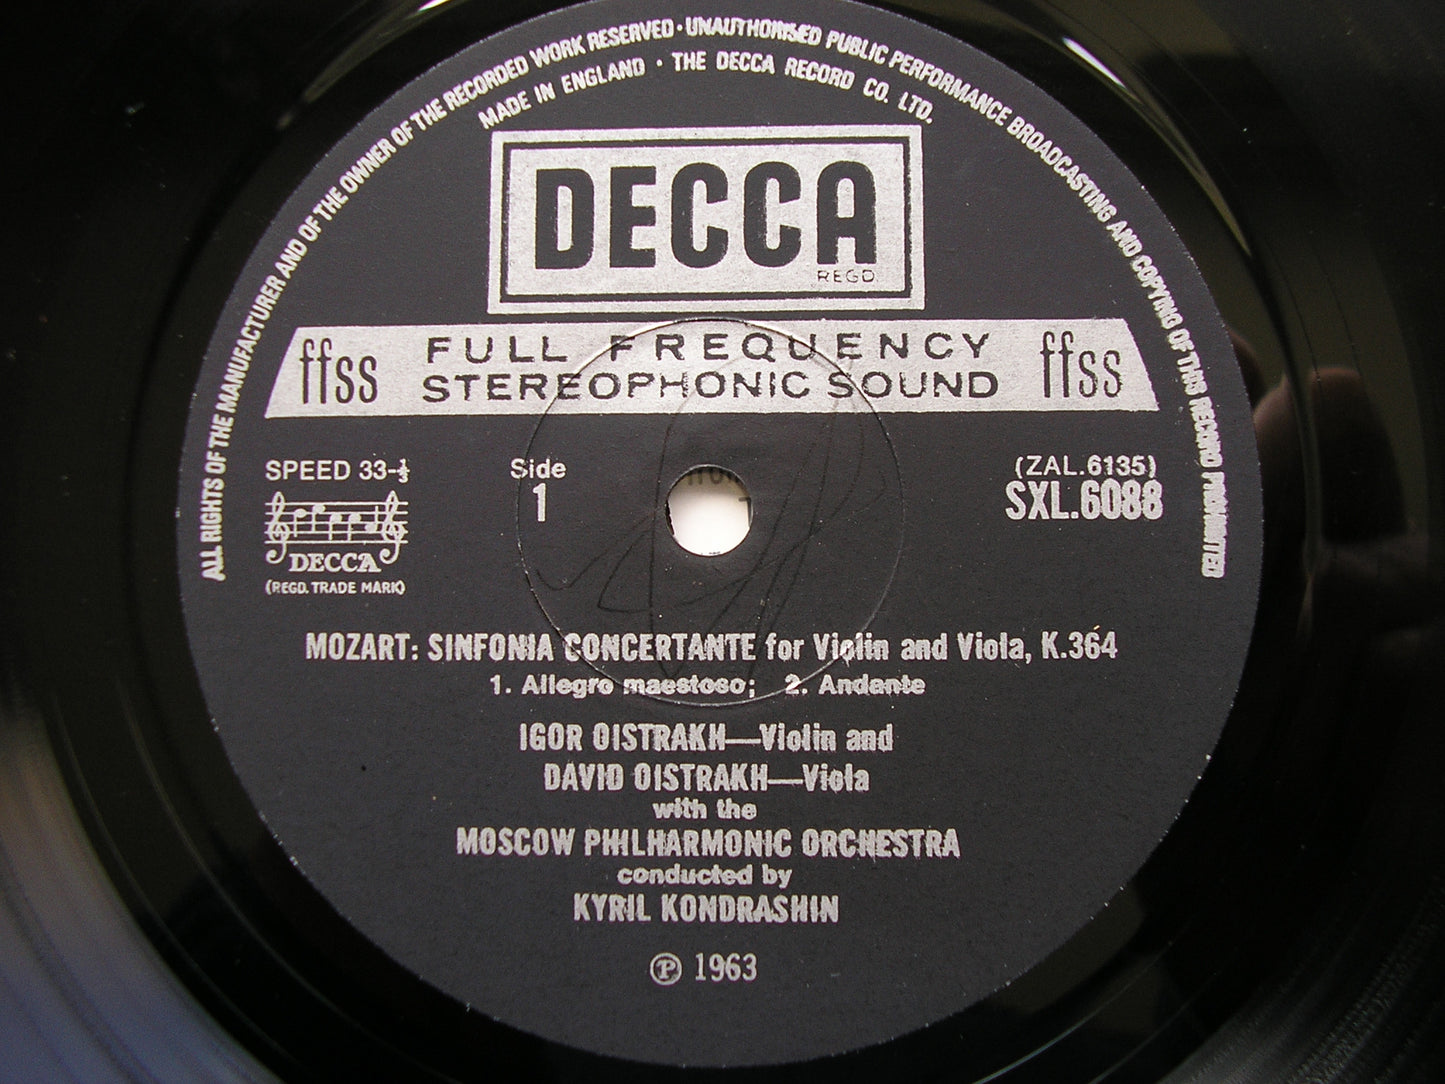 ALL RIGHTS OF THE MANUFACTURER AND OF THE OWNER OF THE RECORDED WORK RESERVED · UNAUTHORISED PUBLIC PERFORMANCE BROADCASTING AND COPYING OF THIS RECORD PROHIBITED
MADE IN ENGLAND · THE DECCA RECORD CO. LTD.
DECCA
REGD
ffss FULL FREQUENCY ffss
STEREOPHONIC SOUND
SPEED 33-⅓
Side
1
(ZAL.6135)
SXL.6088
DECCA
(REGD. TRADE MARK)
MOZART: SINFONIA CONCERTANTE for Violin and Viola, K.364
1. Allegro maestoso; 2. Andante
IGOR OISTRAKH—Violin and
DAVID OISTRAKH—Viola
with the
MOSCOW PHILHARMONIC ORCHESTRA
conducted by
KYRIL KONDRASHIN
Ⓟ 1963